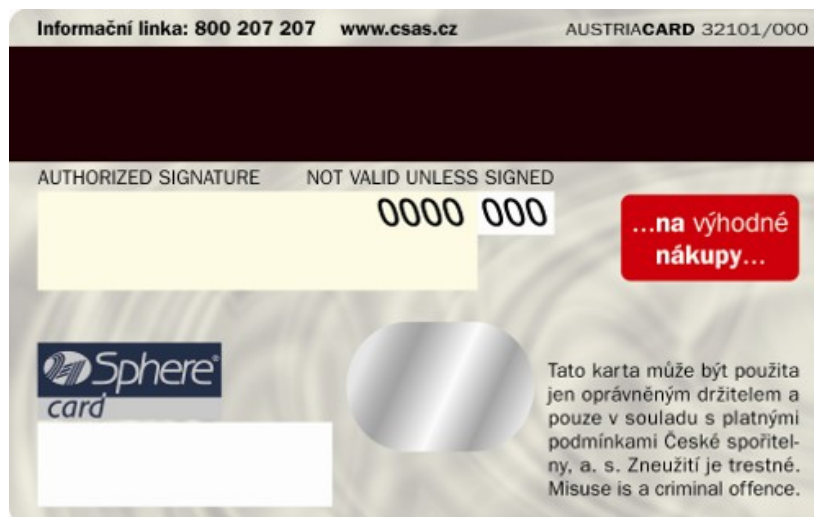 Informační linka: 800 207 207 www.csas.cz AUSTRIACARD 32101/000
AUTHORIZED SIGNATURE NOT VALID UNLESS SIGNED
0000 000
...na výhodné
nákupy...
Sphere®
card
Tato karta může být použita
jen oprávněným držitelem a
pouze v souladu s platnými
podmínkami České spořitel-
ny, a. s. Zneužití je trestné.
Misuse is a criminal offence.